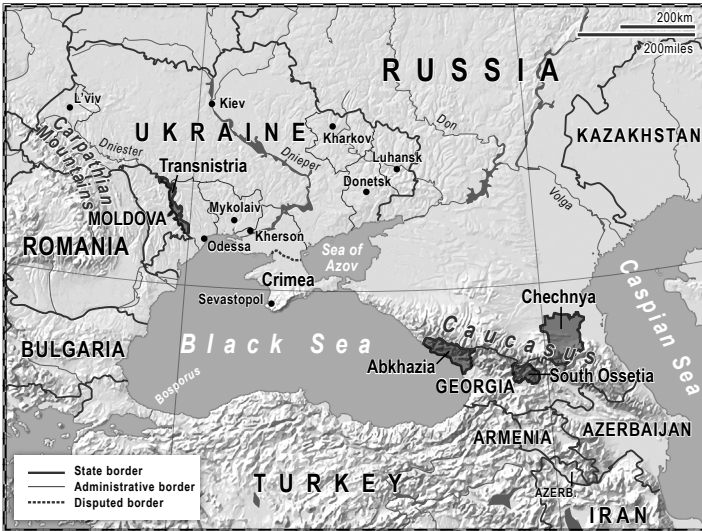 200km
200miles
RUSSIA
L'viv
Kiev
UKRAINE
Kharkov
Don
KAZAKHSTAN
Carpathian
Mountains
Dniester
Dnieper
Luhansk
Transnistria
Donetsk
Volga
MOLDOVA
Mykolaiv
ROMANIA
Odessa
Kherson
Sea of
Azov
Crimea
Sevastopol
Chechnya
Caspian Sea
BULGARIA
Black Sea
Caucasus
Abkhazia
South Ossetia
Bosporus
GEORGIA
ARMENIA
AZERBAIJAN
State border
Administrative border
Disputed border
TURKEY
AZERB.
IRAN